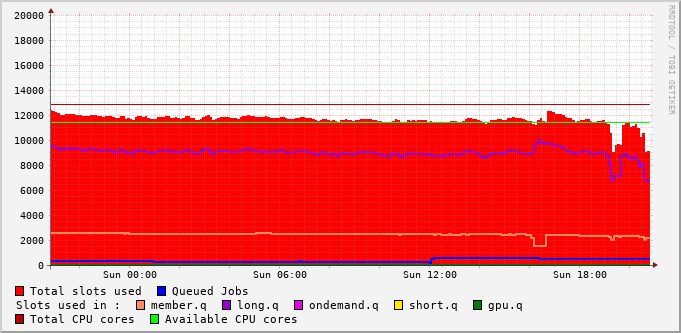 20000
18000
16000
14000
12000
10000
8000
6000
4000
2000
0
Sun 00:00 Sun 06:00 Sun 12:00 Sun 18:00
RRDTOOL / TOBI OETIKER
Total slots used Queued Jobs
Slots used in : member.q long.q ondemand.q short.q gpu.q
Total CPU cores Available CPU cores